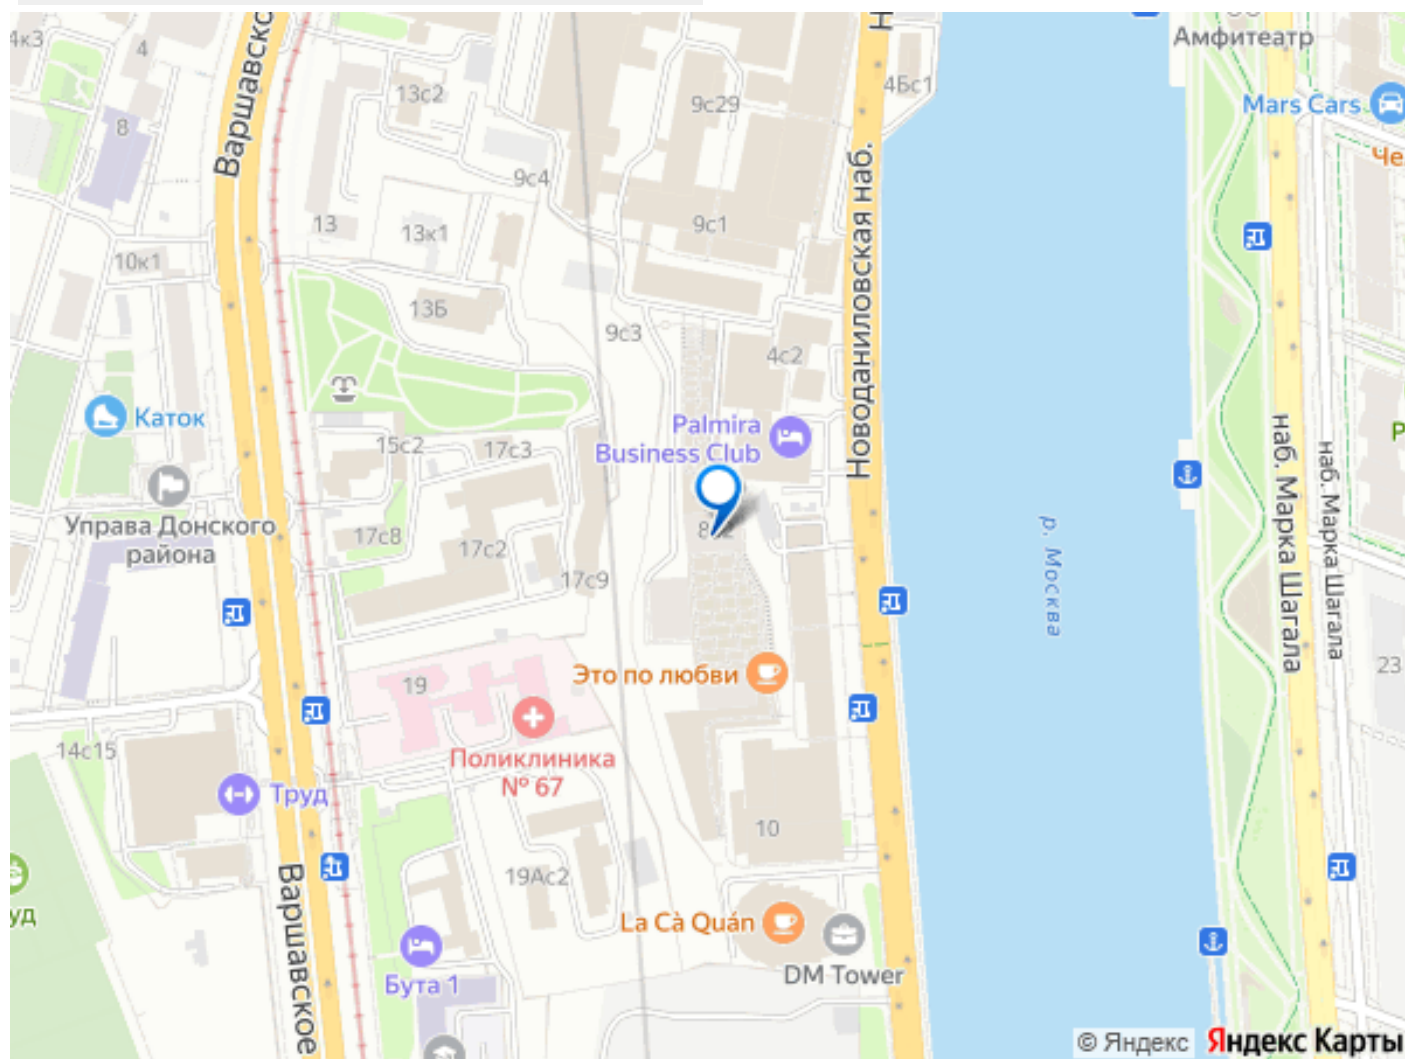 4к3
4
Варшавско
13с2
9с29
4Бс1
Н
Амфитеатр
Mars Cars
Че
8
9с4
13
13к1
9с1
10к1
13Б
9с3
4с2
Новоданиловская наб.
Каток
15с2
17с3
Palmira
Business Club
Управа Донского
района
17с8
17с2
17с9
р. Москва
наб. Марка Шагала
наб. Марка Шагала
Р
23
19
Это по любви
Поликлиника
№ 67
14с15
Труд
10
19Ас2
уд
Варшавское
La Cà Quán
DM Tower
Бута 1
© Яндекс
Яндекс Карты